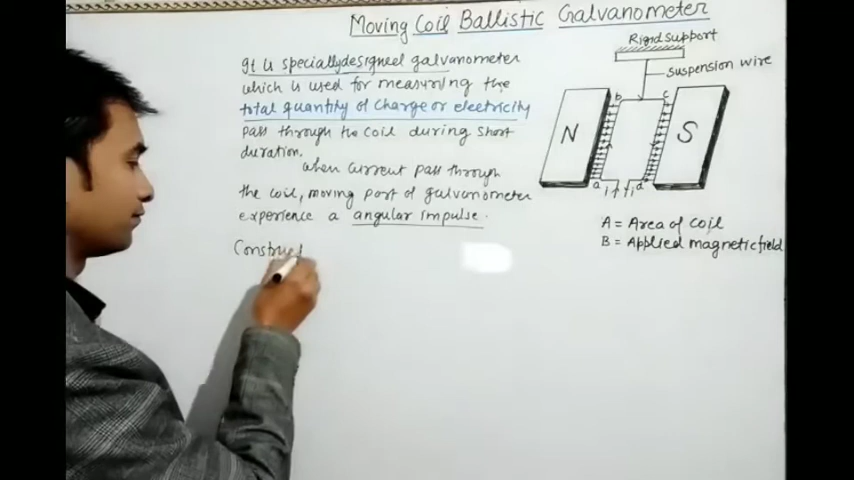 Moving Coil Ballistic Galvanometer
It is speciallydesigned galvanometer
which is used for measuring the
total quantity of charge or electricity
pass through the coil during short
duration.
when current pass through
the coil, moving part of galvanometer
experience a angular impulse.
Construct
Rigid support
suspension wire
b c
N
S
a i i d
A = Area of coil
B = Applied magnetic field